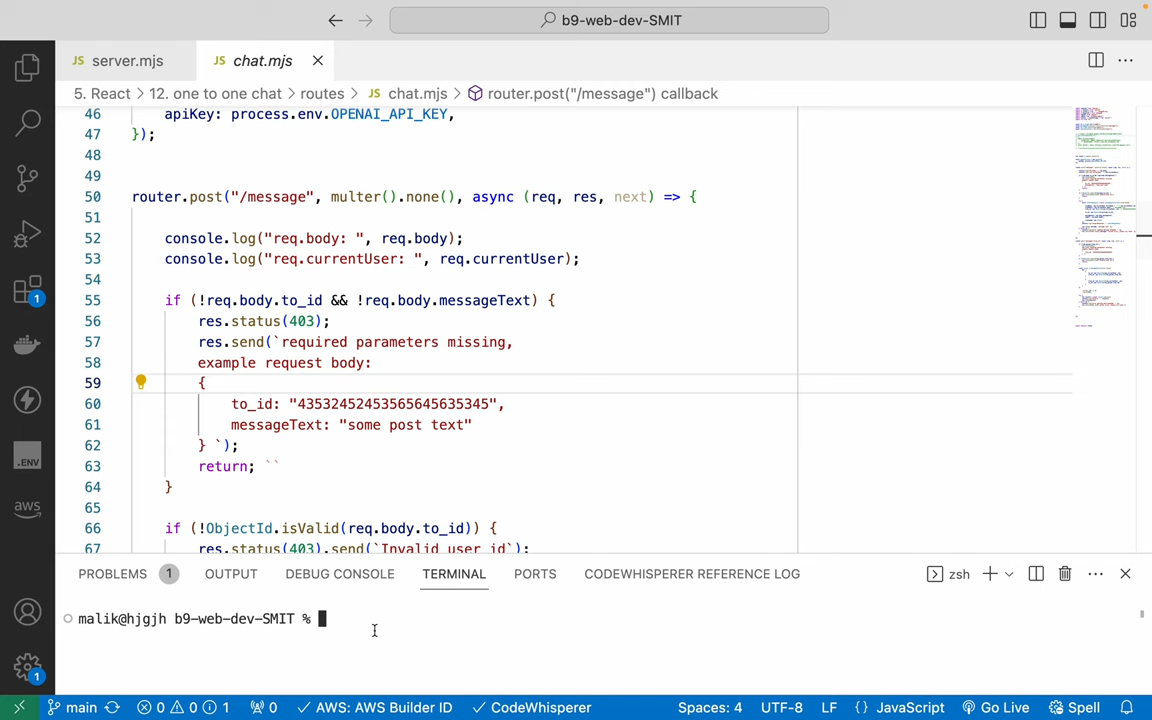 b9-web-dev-SMIT
JS server.mjs
JS chat.mjs
5. React > 12. one to one chat > routes > JS chat.mjs > router.post("/message") callback
46 apiKey: process.env.OPENAI_API_KEY,
47 });
48
49
50 router.post("/message", multer().none(), async (req, res, next) => {
51
52 console.log("req.body: ", req.body);
53 console.log("req.currentUser: ", req.currentUser);
54
55 if (!req.body.to_id && !req.body.messageText) {
56 res.status(403);
57 res.send(`required parameters missing,
58 example request body:
59 {
60 to_id: "43532452453565645635345",
61 messageText: "some post text"
62 } `);
63 return; ``
64 }
65
66 if (!ObjectId.isValid(req.body.to_id)) {
67 res.status(403).send(`Invalid user id`);
1
.ENV
aws
1
PROBLEMS 1 OUTPUT DEBUG CONSOLE TERMINAL PORTS CODEWHISPERER REFERENCE LOG zsh
malik@hjgjh b9-web-dev-SMIT %
main 0 0 1 0 AWS: AWS Builder ID CodeWhisperer Spaces: 4 UTF-8 LF {} JavaScript Go Live Spell